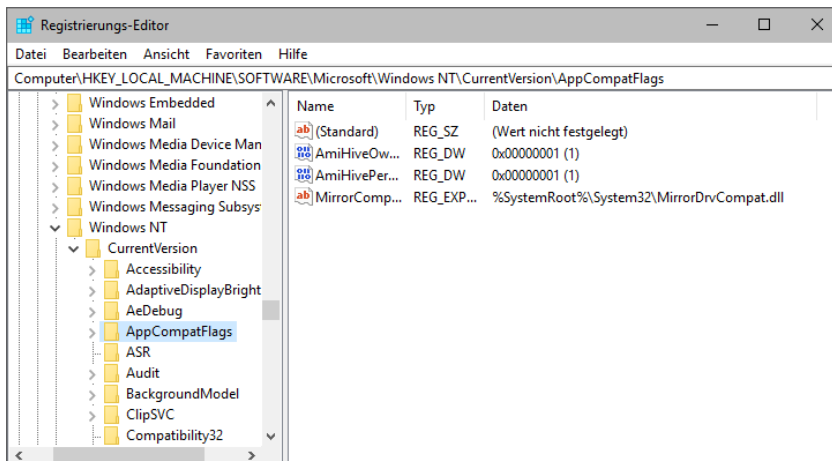 Registrierungs-Editor
Datei Bearbeiten Ansicht Favoriten Hilfe
Computer\HKEY_LOCAL_MACHINE\SOFTWARE\Microsoft\Windows NT\CurrentVersion\AppCompatFlags
Windows Embedded
Windows Mail
Windows Media Device Man
Windows Media Foundation
Windows Media Player NSS
Windows Messaging Subsys
Windows NT
CurrentVersion
Accessibility
AdaptiveDisplayBright
AeDebug
AppCompatFlags
ASR
Audit
BackgroundModel
ClipSVC
Compatibility32
Name Typ Daten
(Standard) REG_SZ (Wert nicht festgelegt)
AmiHiveOw... REG_DW 0x00000001 (1)
AmiHivePer... REG_DW 0x00000001 (1)
MirrorComp... REG_EXP... %SystemRoot%\System32\MirrorDrvCompat.dll